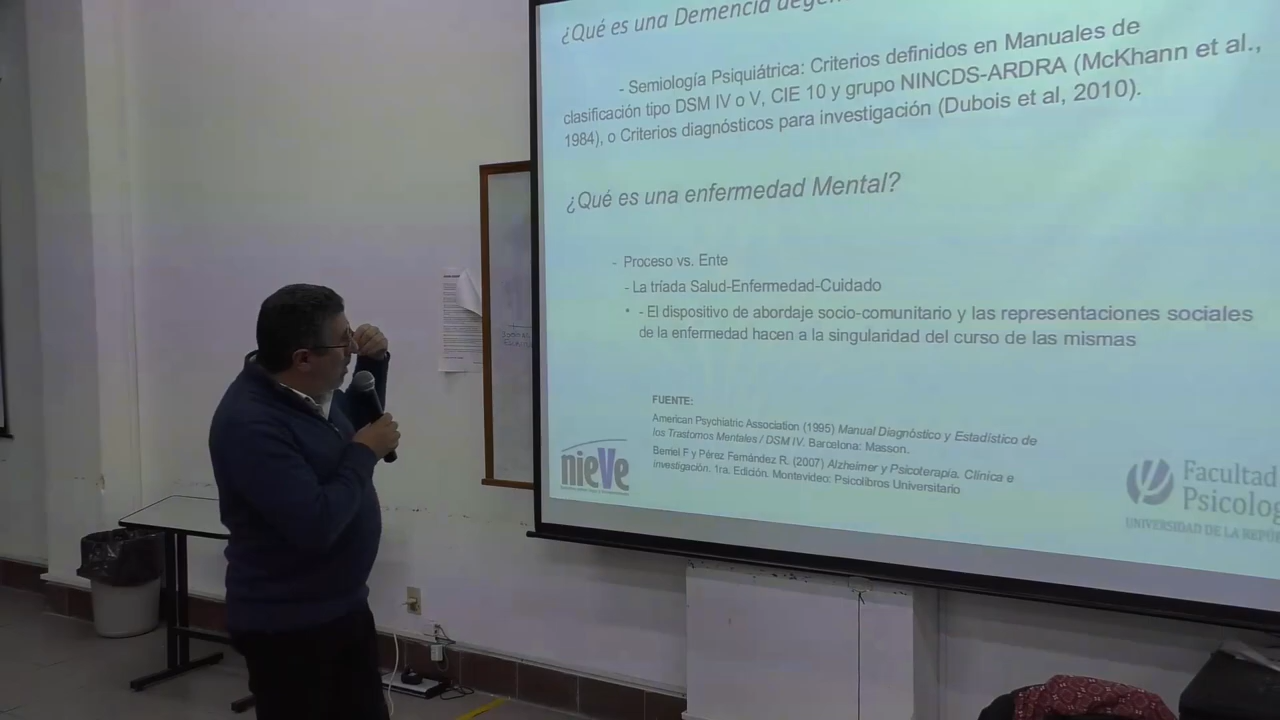 ¿Qué es una Demencia
- Semiología Psiquiátrica: Criterios definidos en Manuales de
clasificación tipo DSM IV o V, CIE 10 y grupo NINCDS-ARDRA (McKhann et al.,
1984), o Criterios diagnósticos para investigación (Dubois et al, 2010).
¿Qué es una enfermedad Mental?
- Proceso vs. Ente
- La tríada Salud-Enfermedad-Cuidado
• - El dispositivo de abordaje socio-comunitario y las representaciones sociales
de la enfermedad hacen a la singularidad del curso de las mismas
FUENTE:
American Psychiatric Association (1995) Manual Diagnóstico y Estadístico de
los Trastornos Mentales / DSM IV. Barcelona: Masson.
Berriel F y Pérez Fernández R. (2007) Alzheimer y Psicoterapia. Clínica e
investigación. 1ra. Edición. Montevideo: Psicolibros Universitario
nieVe
Facultad
Psicolog
UNIVERSIDAD DE LA REPÚ